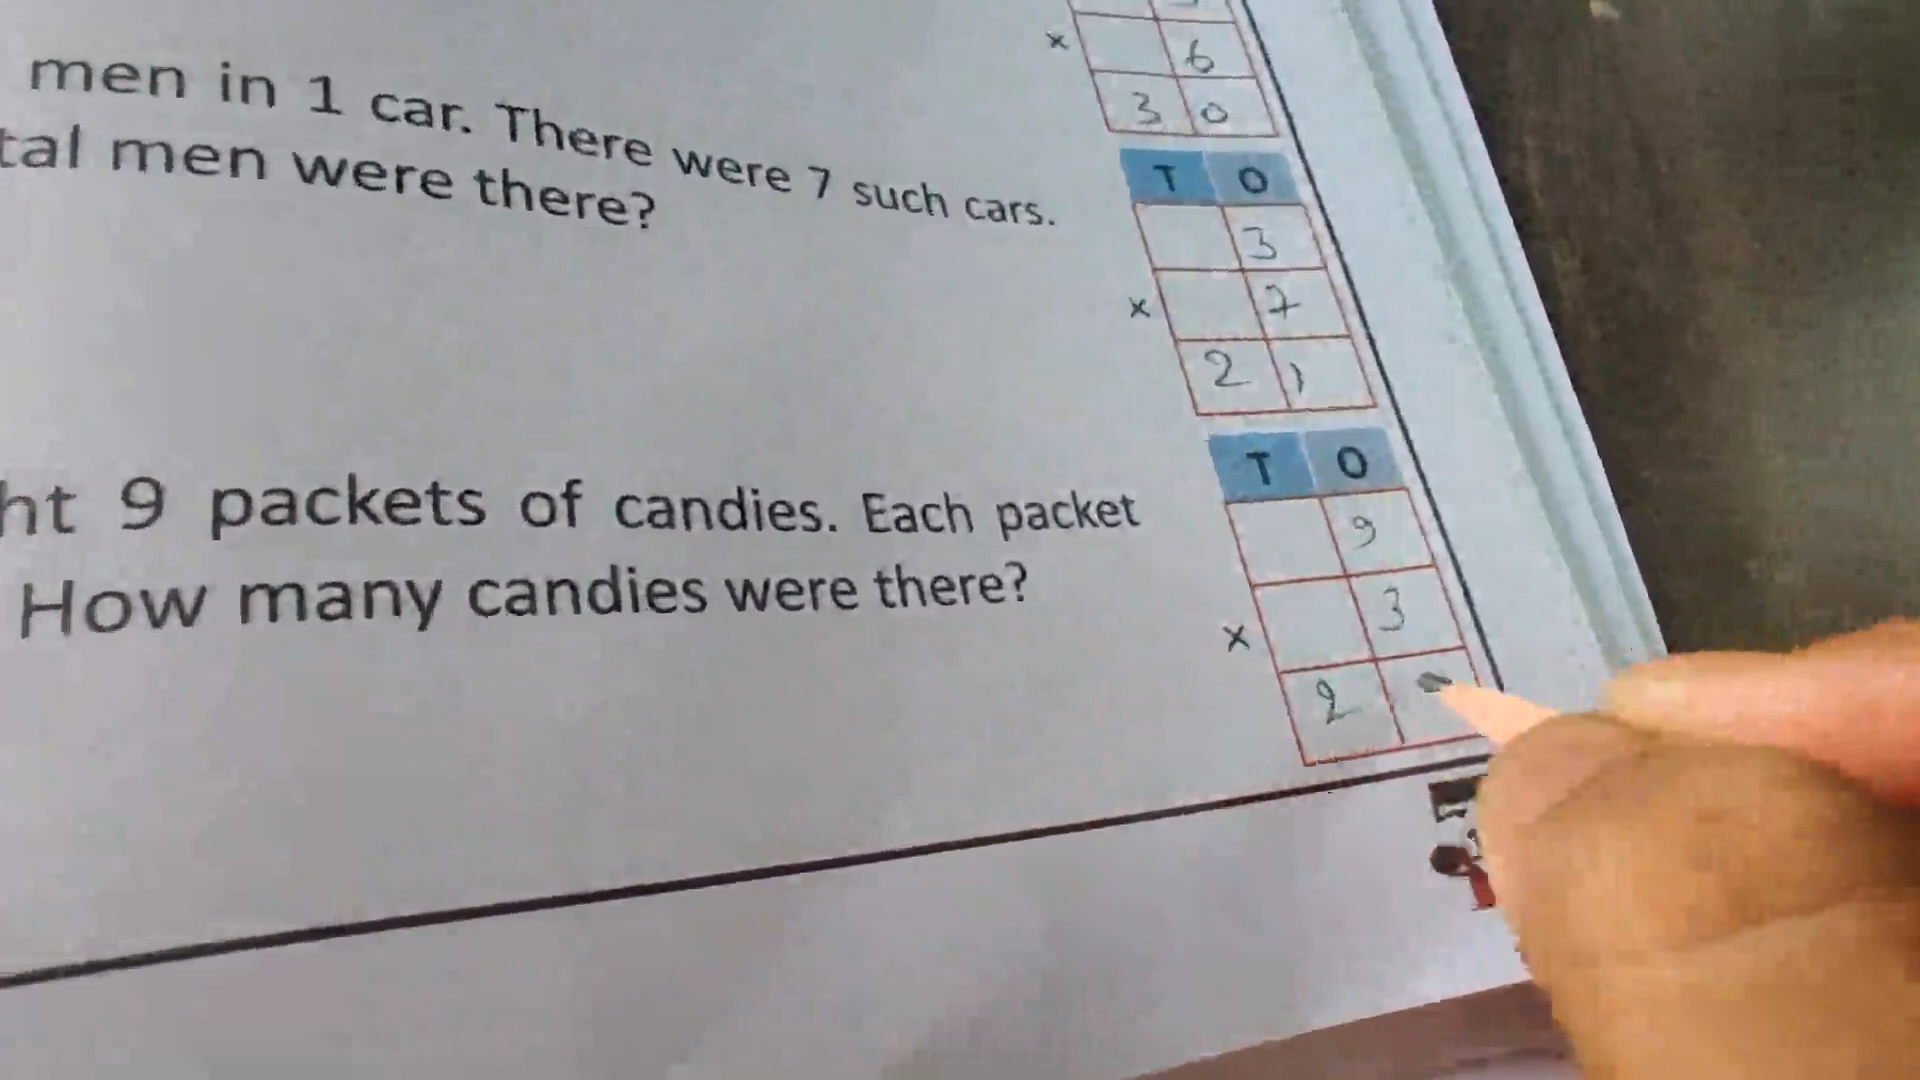 × 6
3 0
men in 1 car. There were 7 such cars.
tal men were there?
T O
3
× 7
2 1
ht 9 packets of candies. Each packet
How many candies were there?
T O
9
× 3
2